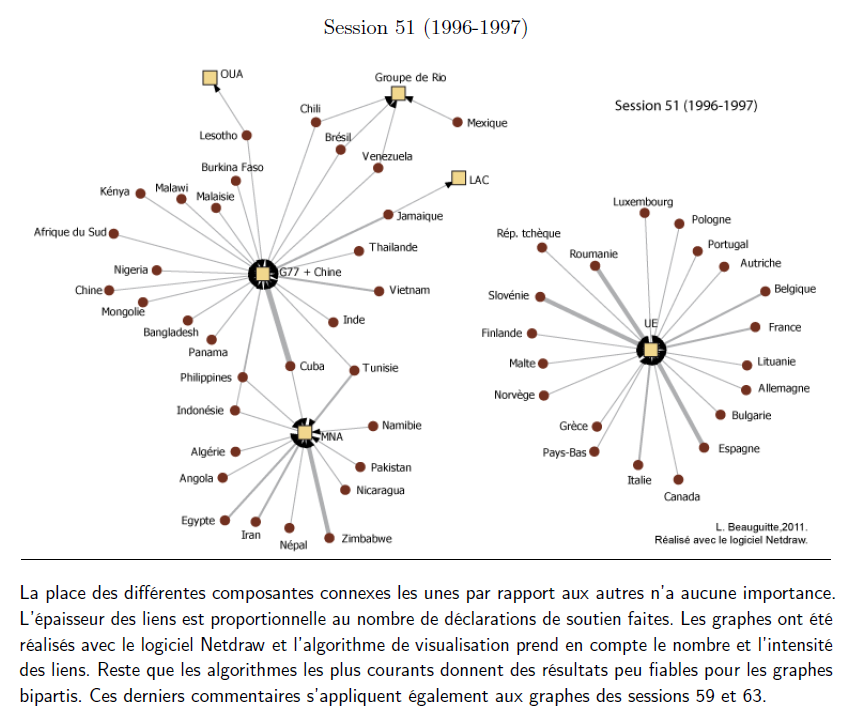 Session 51 (1996-1997)
OUA
Groupe de Rio
Chili
Mexique
Session 51 (1996-1997)
Lesotho
Brésil
Venezuela
Burkina Faso
LAC
Kénya
Malawi
Malaisie
Luxembourg
Jamaique
Pologne
Afrique du Sud
Rép. tchèque
Thailande
Portugal
Roumanie
Autriche
Nigeria
G77 + Chine
Chine
Vietnam
Slovénie
Belgique
Mongolie
Bangladesh
Inde
UE
France
Finlande
Panama
Cuba
Tunisie
Malte
Lituanie
Philippines
Norvège
Allemagne
Indonésie
Bulgarie
MNA
Namibie
Grèce
Algérie
Pays-Bas
Espagne
Pakistan
Angola
Italie
Nicaragua
Canada
Egypte
Iran
Népal
Zimbabwe
L. Beauguitte,2011.
Réalisé avec le logiciel Netdraw.
La place des différentes composantes connexes les unes par rapport aux autres n'a aucune importance.
L'épaisseur des liens est proportionnelle au nombre de déclarations de soutien faites. Les graphes ont été
réalisés avec le logiciel Netdraw et l'algorithme de visualisation prend en compte le nombre et l'intensité
des liens. Reste que les algorithmes les plus courants donnent des résultats peu fiables pour les graphes
bipartis. Ces derniers commentaires s'appliquent également aux graphes des sessions 59 et 63.